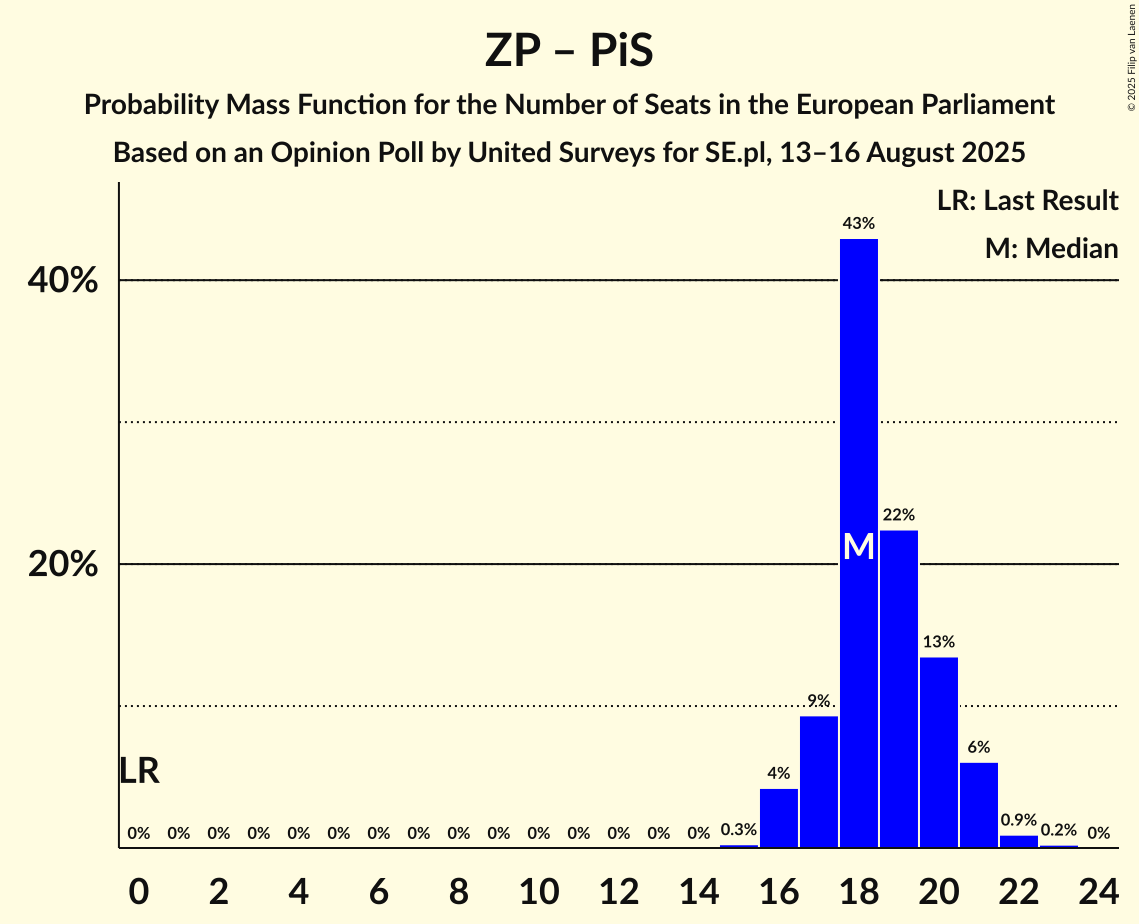 ZP – PiS
Probability Mass Function for the Number of Seats in the European Parliament
Based on an Opinion Poll by United Surveys for SE.pl, 13–16 August 2025
© 2025 Filip van Laenen
LR: Last Result
M: Median
40%
20%
43%
M
22%
13%
9%
6%
4%
LR
0% 0% 0% 0% 0% 0% 0% 0% 0% 0% 0% 0% 0% 0% 0% 0.3% 0.9% 0.2% 0%
0 2 4 6 8 10 12 14 16 18 20 22 24